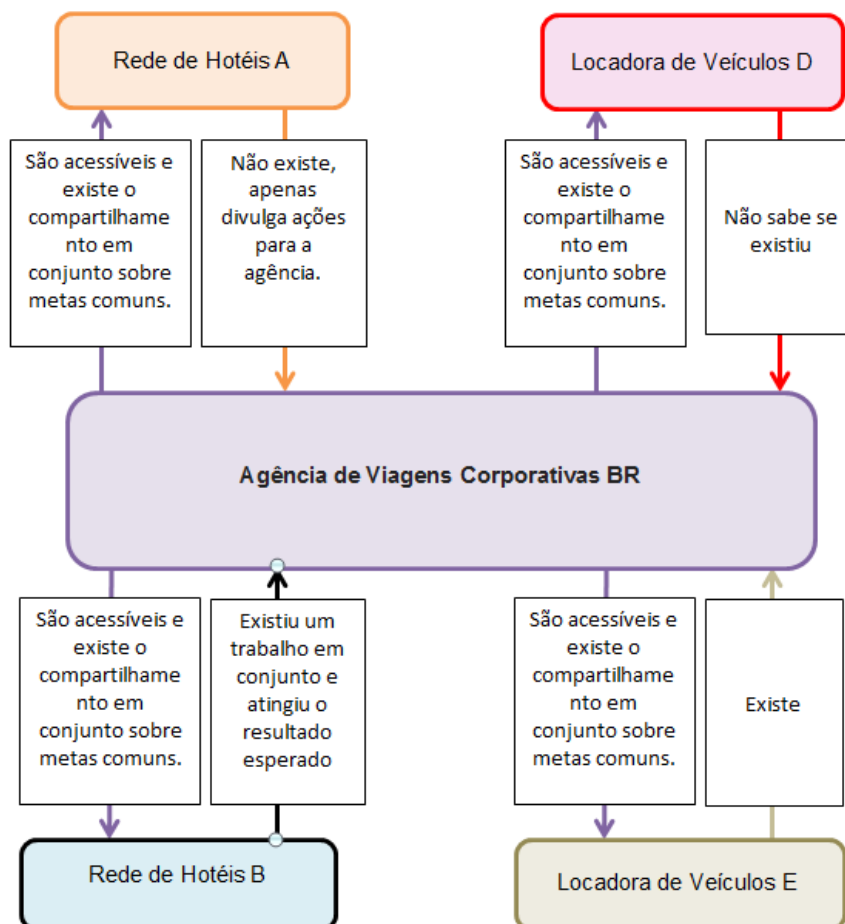 Rede de Hotéis A
Locadora de Veículos D
São acessíveis e
existe o
compartilhame
nto em
conjunto sobre
metas comuns.
Não existe,
apenas
divulga ações
para a
agência.
São acessíveis e
existe o
compartilhame
nto em
conjunto sobre
metas comuns.
Não sabe se
existiu
Agência de Viagens Corporativas BR
São acessíveis e
existe o
compartilhame
nto em
conjunto sobre
metas comuns.
Existiu um
trabalho em
conjunto e
atingiu o
resultado
esperado
São acessíveis e
existe o
compartilhame
nto em
conjunto sobre
metas comuns.
Existe
Rede de Hotéis B
Locadora de Veículos E